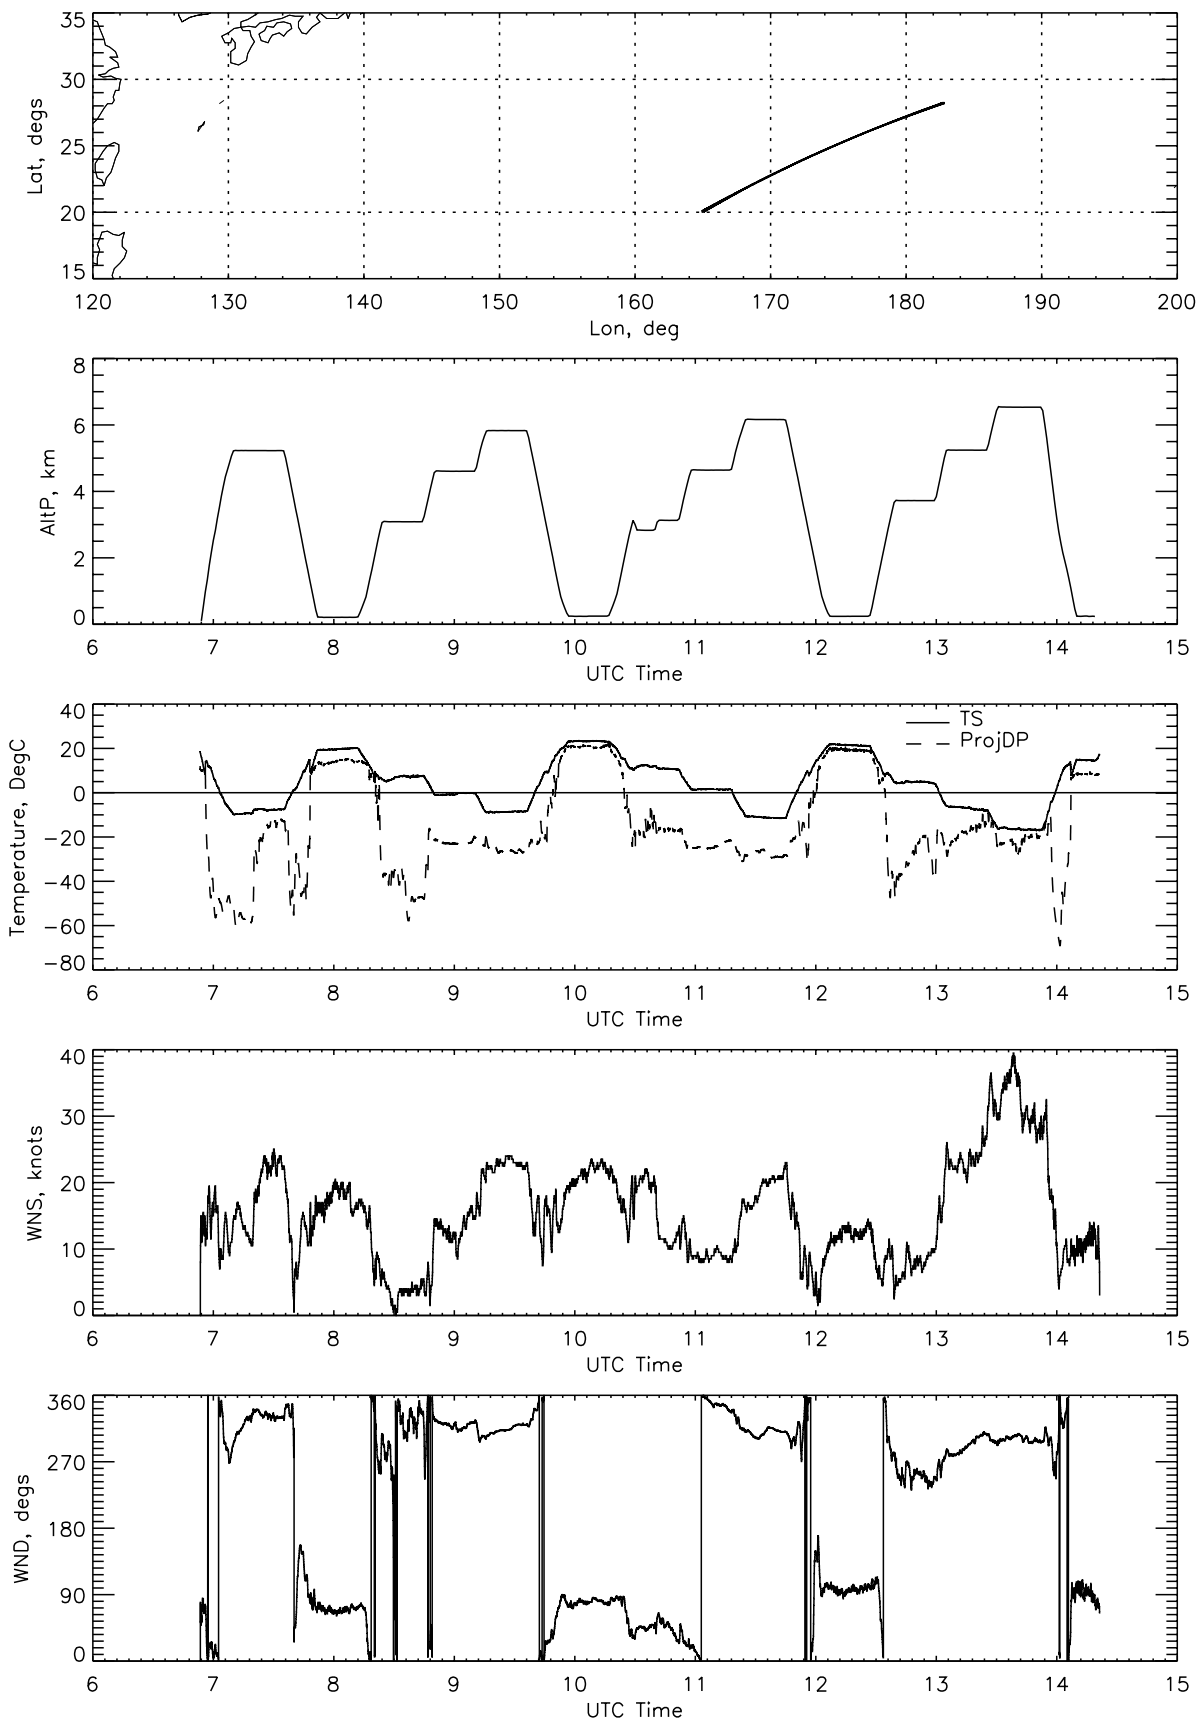 35
30
25
20
15
Lat, degs
120 130 140 150 160 170 180 190 200
Lon, deg
8
6
4
2
0
AltP, km
6 7 8 9 10 11 12 13 14 15
UTC Time
40
20
0
−20
−40
−60
−80
Temperature, DegC
TS
ProjDP
6 7 8 9 10 11 12 13 14 15
UTC Time
40
30
20
10
0
WNS, knots
6 7 8 9 10 11 12 13 14 15
UTC Time
360
270
180
90
0
WND, degs
6 7 8 9 10 11 12 13 14 15
UTC Time